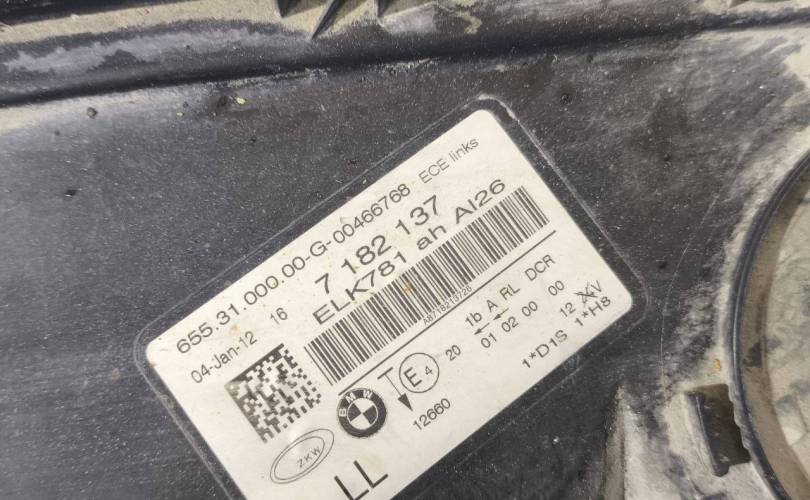 655.31.000.00-G-00466768 ECE links
04-Jan-12 16
7 182 137
ELK781 ah AI26
A8718213726
T E4 20 1b A RL DCR
01 02 00 00
12660
12 V
1*D1S 1*H8
BMW
ZKW
LL